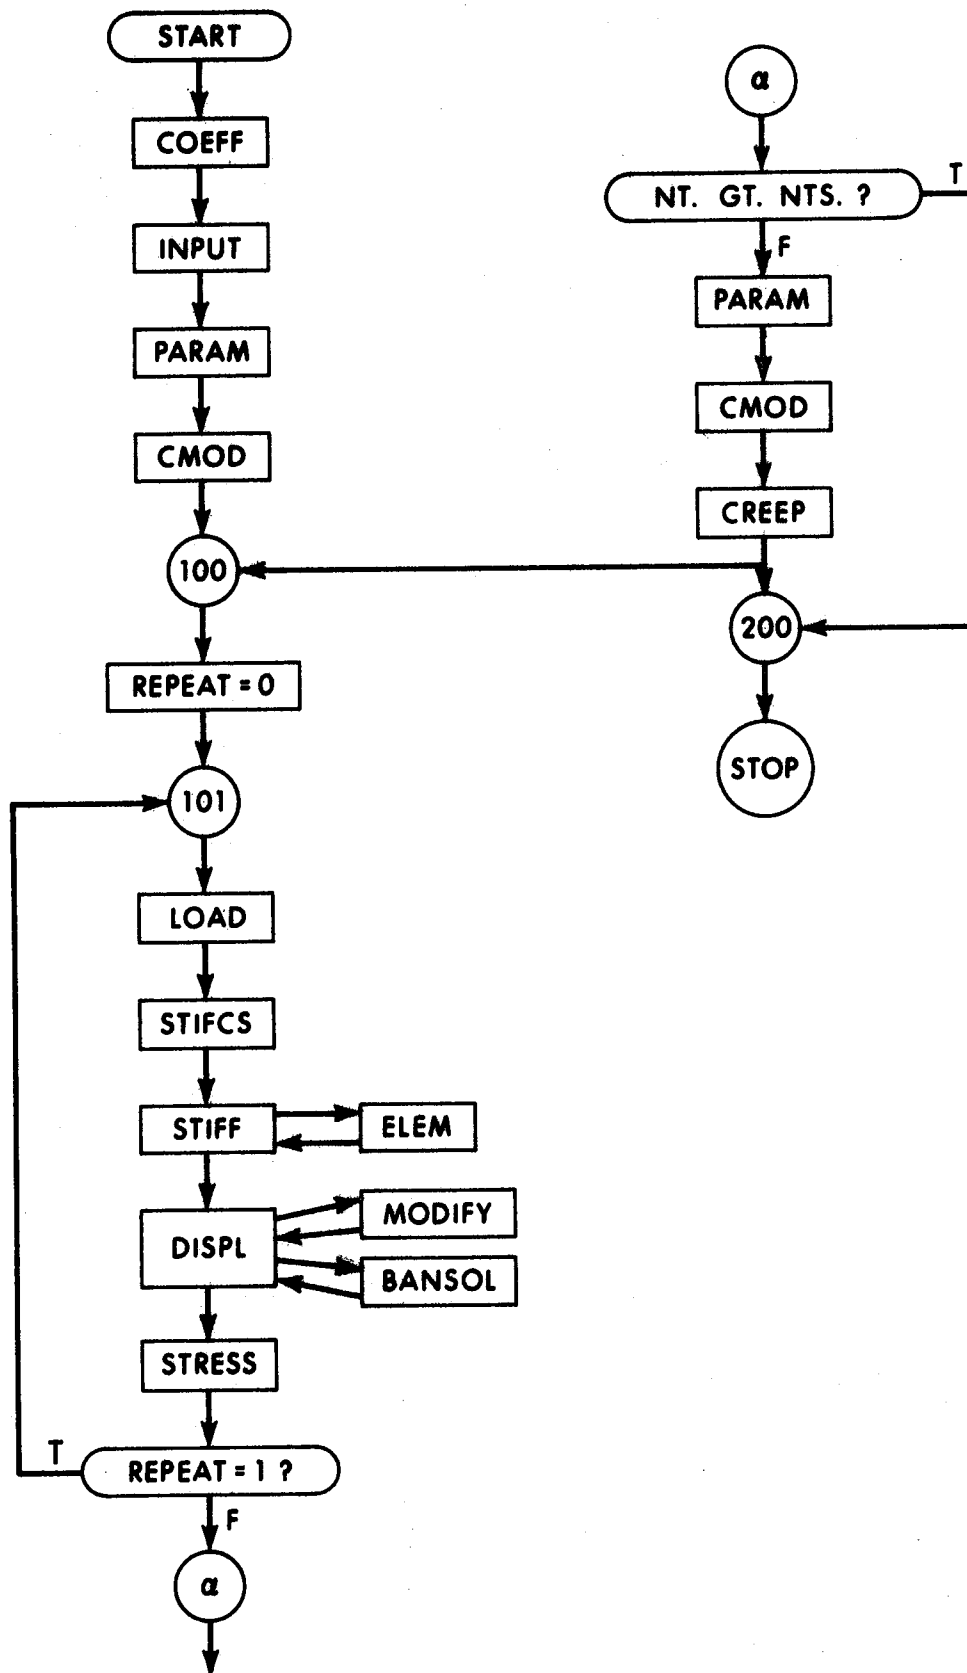 START
COEFF
INPUT
PARAM
CMOD
100
REPEAT = 0
101
LOAD
STIFCS
STIFF
ELEM
DISPL
MODIFY
BANSOL
STRESS
T
REPEAT = 1 ?
F
α
α
NT. GT. NTS. ?
T
F
PARAM
CMOD
CREEP
200
STOP